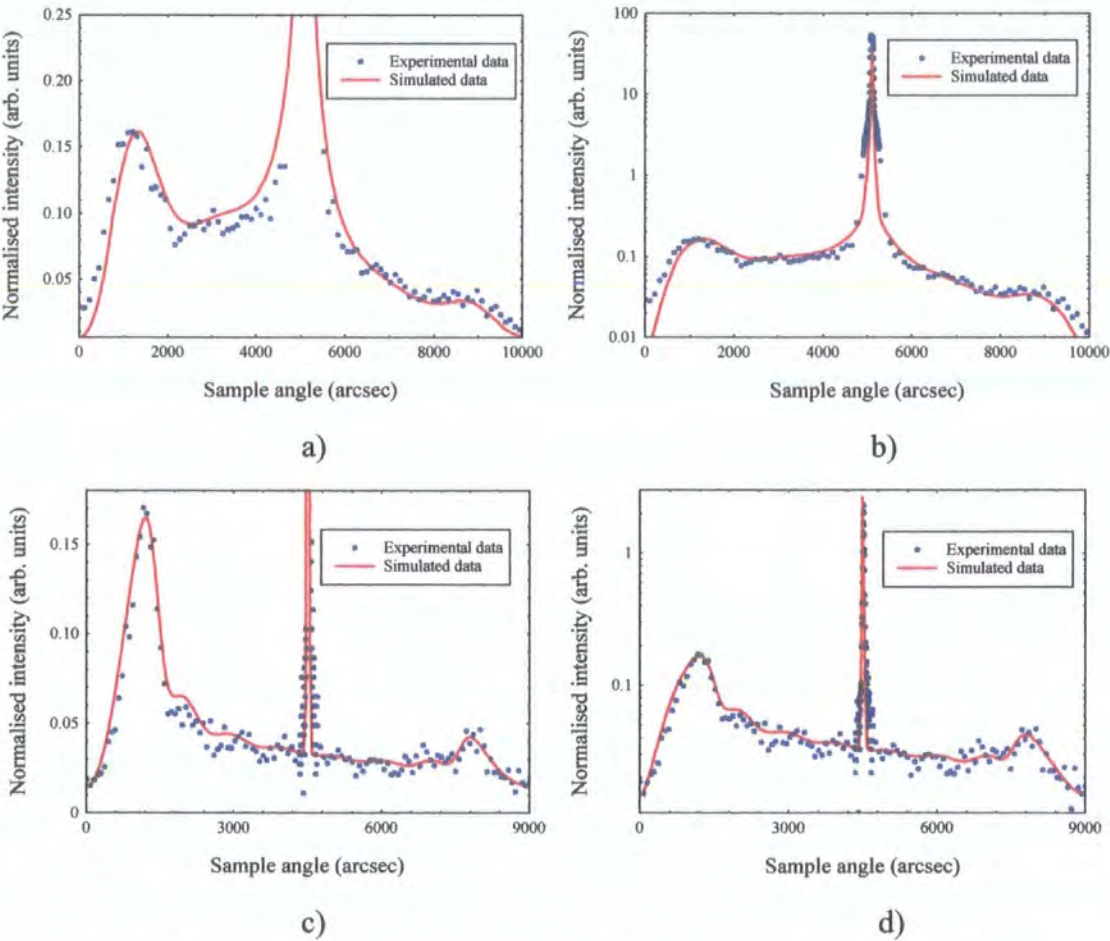 0.25
0.20
0.15
0.10
0.05
Normalised intensity (arb. units)
Experimental data
Simulated data
0 2000 4000 6000 8000 10000
Sample angle (arcsec)
a)
100
10
1
0.1
0.01
Normalised intensity (arb. units)
Experimental data
Simulated data
0 2000 4000 6000 8000 10000
Sample angle (arcsec)
b)
0.15
0.10
0.05
0
Normalised intensity (arb. units)
Experimental data
Simulated data
0 3000 6000 9000
Sample angle (arcsec)
c)
1
0.1
Normalised intensity (arb. units)
Experimental data
Simulated data
0 3000 6000 9000
Sample angle (arcsec)
d)